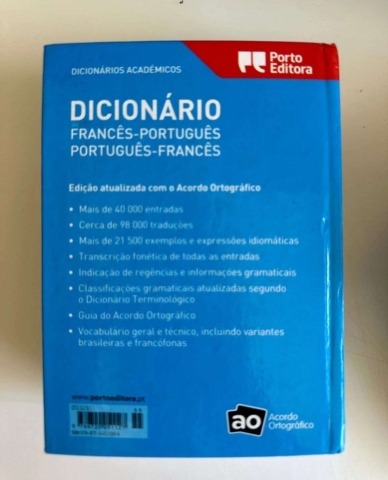 Porto
Editora
DICIONÁRIOS ACADÉMICOS
DICIONÁRIO
FRANCÊS-PORTUGUÊS
PORTUGUÊS-FRANCÊS
Edição atualizada com o Acordo Ortográfico
• Mais de 40 000 entradas
• Cerca de 98 000 traduções
• Mais de 21 500 exemplos e expressões idiomáticas
• Transcrição fonética de todas as entradas
• Indicação de regências e informações gramaticais
• Classificações gramaticais atualizadas segundo
o Dicionário Terminológico
• Guia do Acordo Ortográfico
• Vocabulário geral e técnico, incluindo variantes
brasileiras e francófonas
www.portoeditora.pt
ao Acordo
Ortográfico